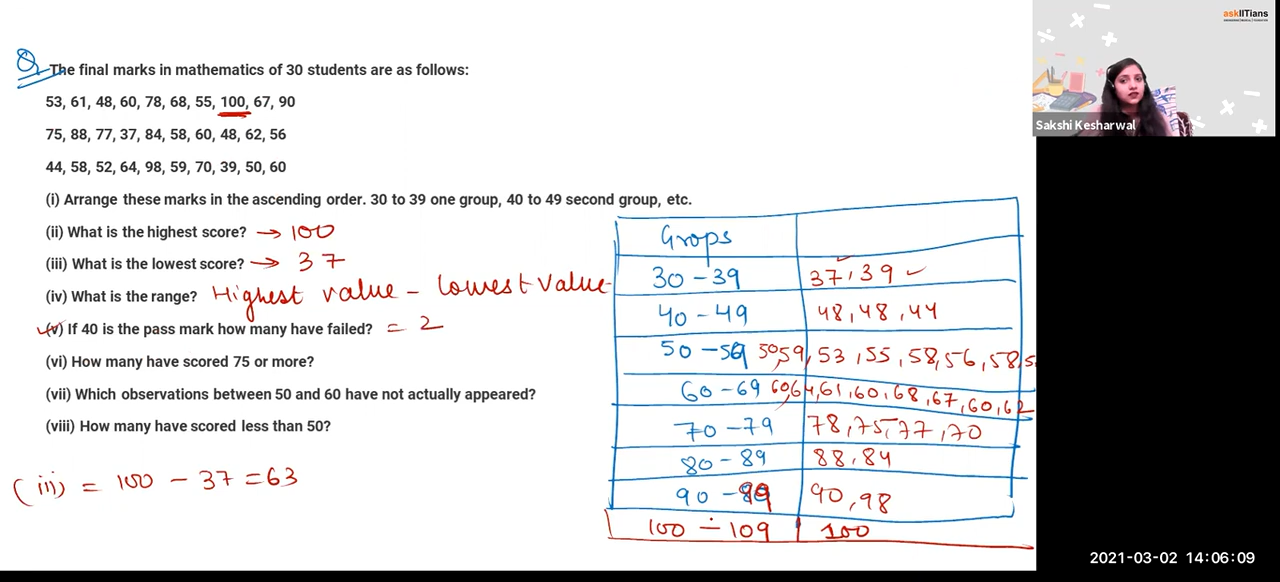 askIITians
Q. The final marks in mathematics of 30 students are as follows:
53, 61, 48, 60, 78, 68, 55, 100, 67, 90
Sakshi Kesharwal
75, 88, 77, 37, 84, 58, 60, 48, 62, 56
44, 58, 52, 64, 98, 59, 70, 39, 50, 60
(i) Arrange these marks in the ascending order. 30 to 39 one group, 40 to 49 second group, etc.
(ii) What is the highest score? → 100
(iii) What is the lowest score? → 37
(iv) What is the range? Highest value - lowest value
(v) If 40 is the pass mark how many have failed? = 2
(vi) How many have scored 75 or more?
(vii) Which observations between 50 and 60 have not actually appeared?
(viii) How many have scored less than 50?
(iii) = 100 - 37 = 63
Grops
30 - 39 37, 39
40 - 49 48, 48, 44
50 - 59 50, 59, 53, 55, 58, 56, 58, 5
60 - 69 60, 64, 61, 60, 68, 67, 60, 62
70 - 79 78, 75, 77, 70
80 - 89 88, 84
90 - 99 90, 98
100 - 109 100
2021-03-02 14:06:09